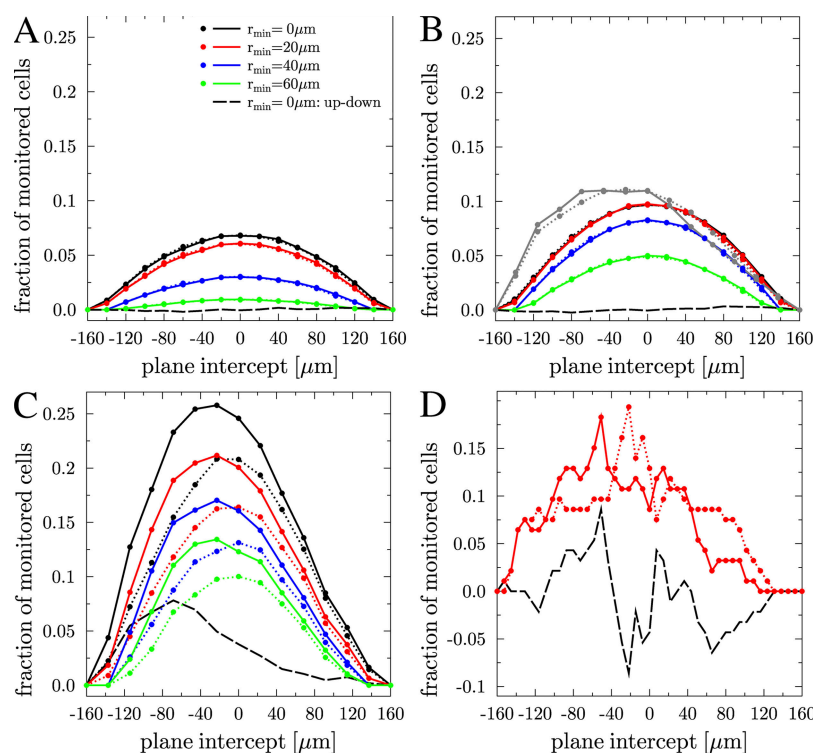 A
fraction of monitored cells
0.25
0.2
0.15
0.1
0.05
0.0
-160 -120 -80 -40 0 40 80 120 160
plane intercept [μm]
r_min= 0μm
r_min=20μm
r_min=40μm
r_min=60μm
r_min= 0μm: up-down
B
fraction of monitored cells
0.25
0.2
0.15
0.1
0.05
0.0
-160 -120 -80 -40 0 40 80 120 160
plane intercept [μm]
C
fraction of monitored cells
0.25
0.2
0.15
0.1
0.05
0.0
-160 -120 -80 -40 0 40 80 120 160
plane intercept [μm]
D
fraction of monitored cells
0.2
0.15
0.1
0.05
0.0
-0.05
-0.1
-160 -120 -80 -40 0 40 80 120 160
plane intercept [μm]